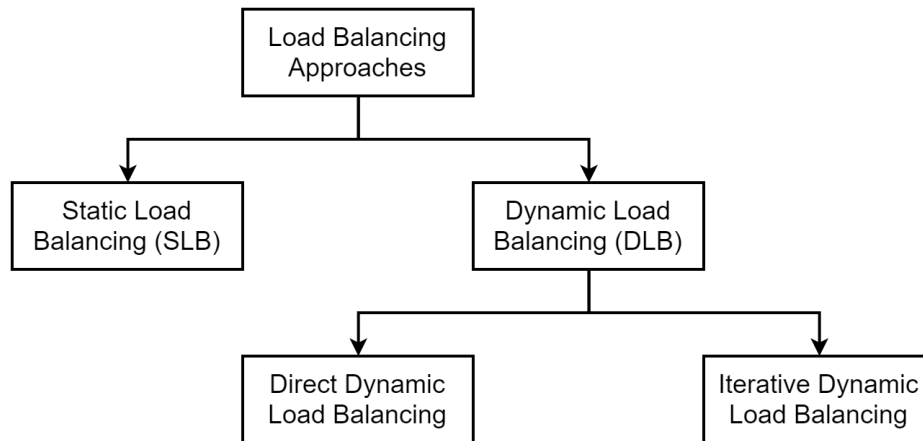 Load Balancing
Approaches
Static Load
Balancing (SLB)
Dynamic Load
Balancing (DLB)
Direct Dynamic
Load Balancing
Iterative Dynamic
Load Balancing